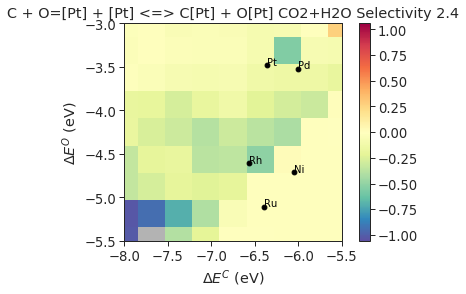 C + O=[Pt] + [Pt] <=> C[Pt] + O[Pt] CO2+H2O Selectivity 2.4
−3.0
−3.5
−4.0
−4.5
−5.0
−5.5
ΔE^O (eV)
Pt
Pd
Rh
Ni
Ru
−8.0 −7.5 −7.0 −6.5 −6.0 −5.5
ΔE^C (eV)
1.00
0.75
0.50
0.25
0.00
−0.25
−0.50
−0.75
−1.00